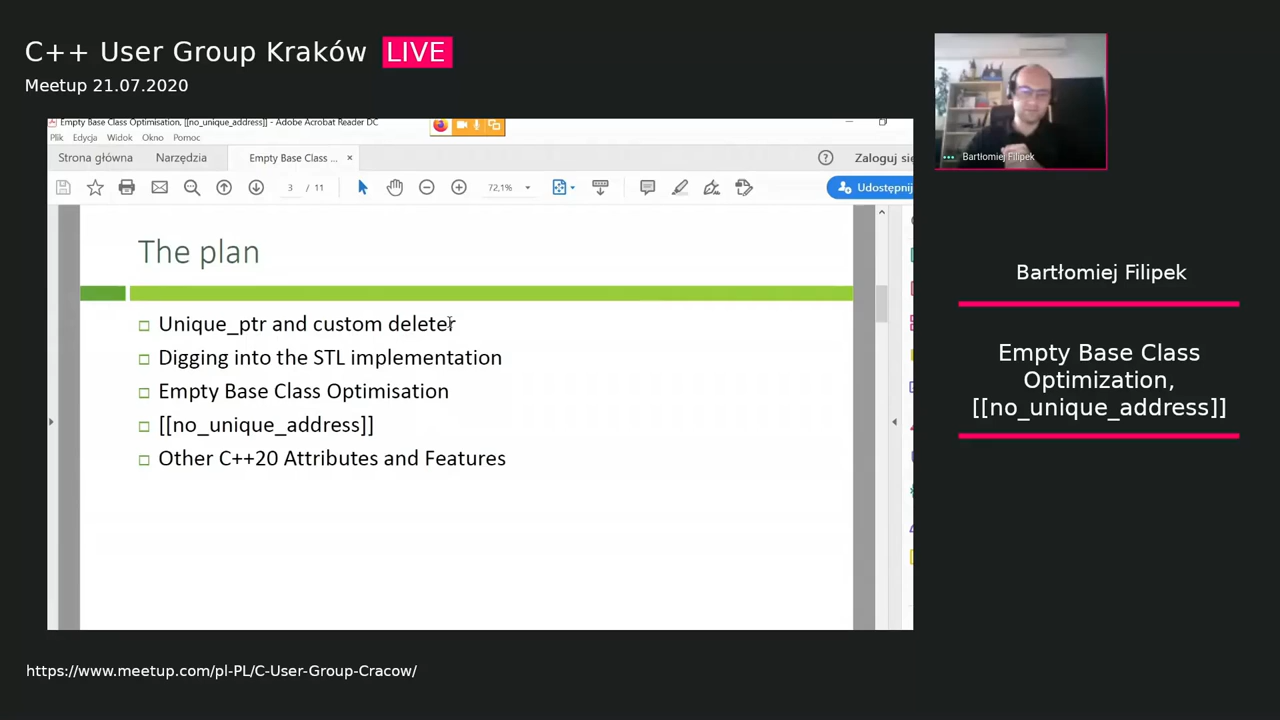 C++ User Group Kraków LIVE
Meetup 21.07.2020
Empty Base Class Optimisation, [[no_unique_address]] - Adobe Acrobat Reader DC
Plik Edycja Widok Okno Pomoc
Strona główna Narzędzia Empty Base Class ... × ? Zaloguj się
3 / 11 72,1% Udostępnij
The plan
Unique_ptr and custom deleter
Digging into the STL implementation
Empty Base Class Optimisation
[[no_unique_address]]
Other C++20 Attributes and Features
Bartłomiej Filipek
Bartłomiej Filipek
Empty Base Class
Optimization,
[[no_unique_address]]
https://www.meetup.com/pl-PL/C-User-Group-Cracow/